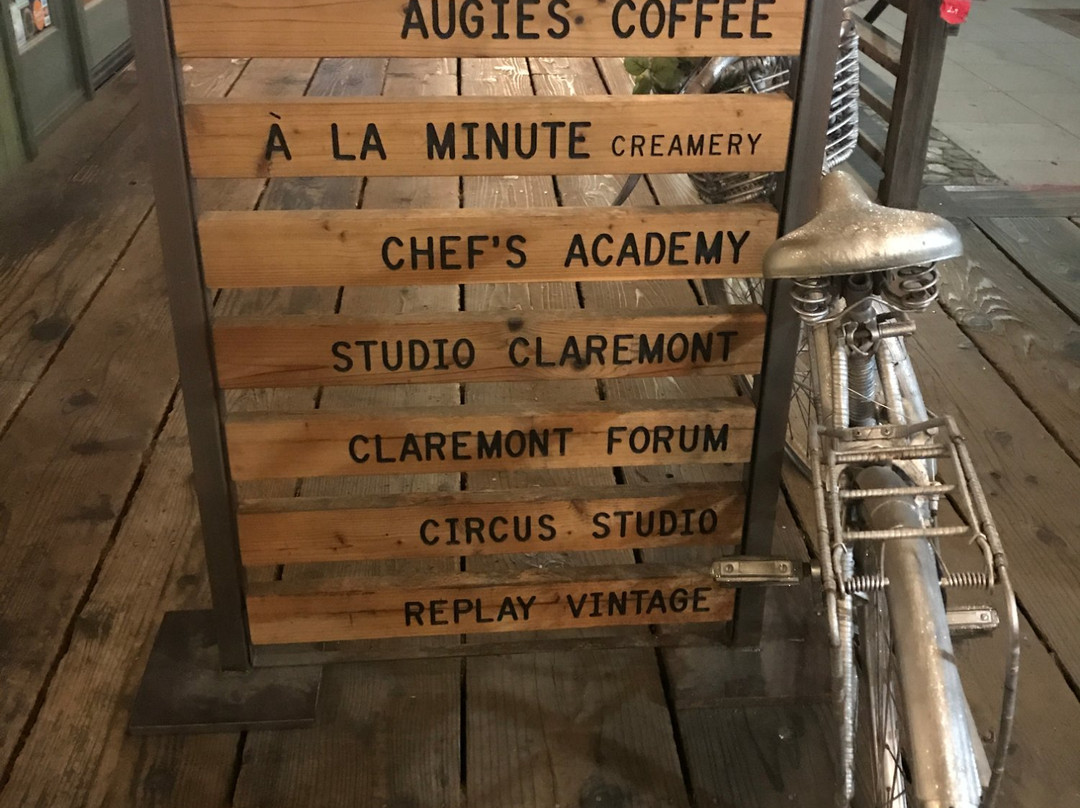 AUGIES COFFEE
À LA MINUTE CREAMERY
CHEF'S ACADEMY
STUDIO CLAREMONT
CLAREMONT FORUM
CIRCUS STUDIO
REPLAY VINTAGE